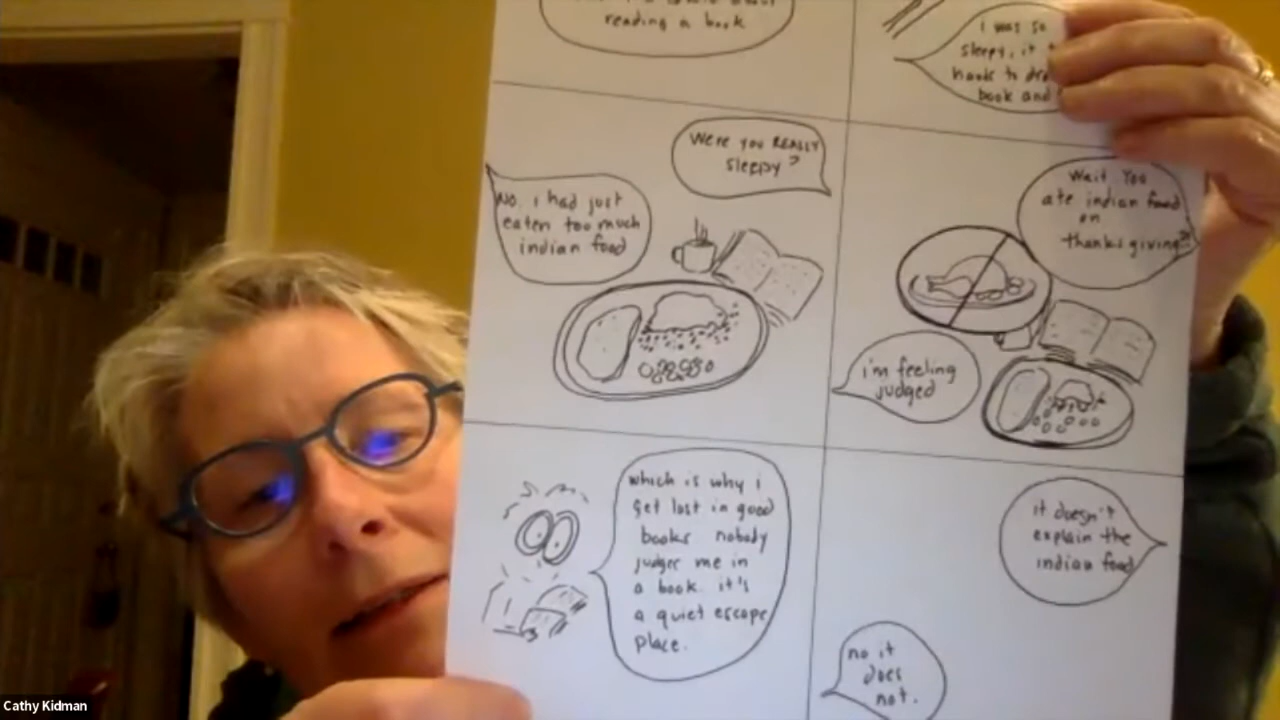 reading a book
I was so
sleepy, it
book and
Were you REALLY
sleepy?
No. I had just
eaten too much
indian food
Wait You
ate indian food
on
thanksgiving?!
i'm feeling
judged
which is why i
get lost in good
books nobody
judges me in
a book. it's
a quiet escape
place.
it doesn't
explain the
indian food
no it
does
not.
Cathy Kidman